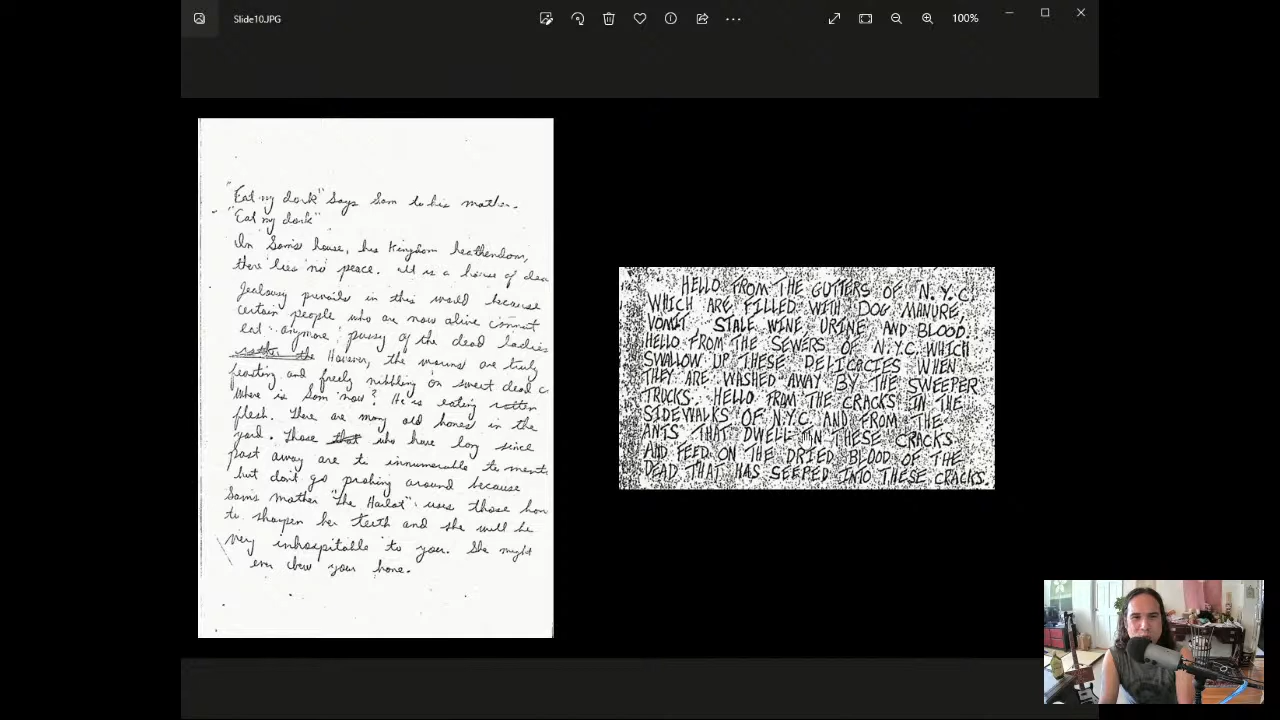 Slide10.JPG
100%
"Eat my dork" says Sam to his mother.
"Eat my dork"
In Sam's house, his Kingdom heathendom,
there lies no peace. It is a house of
Jealousy prevails in this world because
certain people who are now alive cannot
eat anymore pussy of the dead ladies
rather the However, the worms are truly
feasting and freely nibbling on sweet dead
Where is Sam now? He is eating rotten
flesh. There are many old bones in the
yard. Those that who have long since
past away are to innumerable to
but don't go probing around because
Sam's mother "The Harlot" uses those
to sharpen her teeth and she will be
very inhospitable to you. She might
even chew your bone.
HELLO FROM THE GUTTERS OF N.Y.C.
WHICH ARE FILLED WITH DOG MANURE,
VOMIT, STALE WINE, URINE AND BLOOD.
HELLO FROM THE SEWERS OF N.Y.C. WHICH
SWALLOW UP THESE DELICACIES WHEN
THEY ARE WASHED AWAY BY THE SWEEPER
TRUCKS. HELLO FROM THE CRACKS IN THE
SIDEWALKS OF N.Y.C. AND FROM THE
ANTS THAT DWELL IN THESE CRACKS
AND FEED ON THE DRIED BLOOD OF THE
DEAD THAT HAS SEEPED INTO THESE CRACKS.